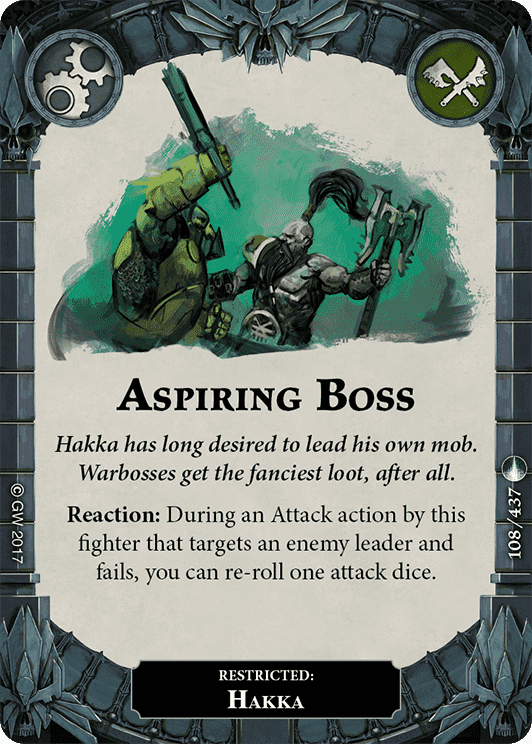 ASPIRING BOSS
Hakka has long desired to lead his own mob.
Warbosses get the fanciest loot, after all.
Reaction: During an Attack action by this
fighter that targets an enemy leader and
fails, you can re-roll one attack dice.
© GW 2017
108/437
RESTRICTED:
HAKKA